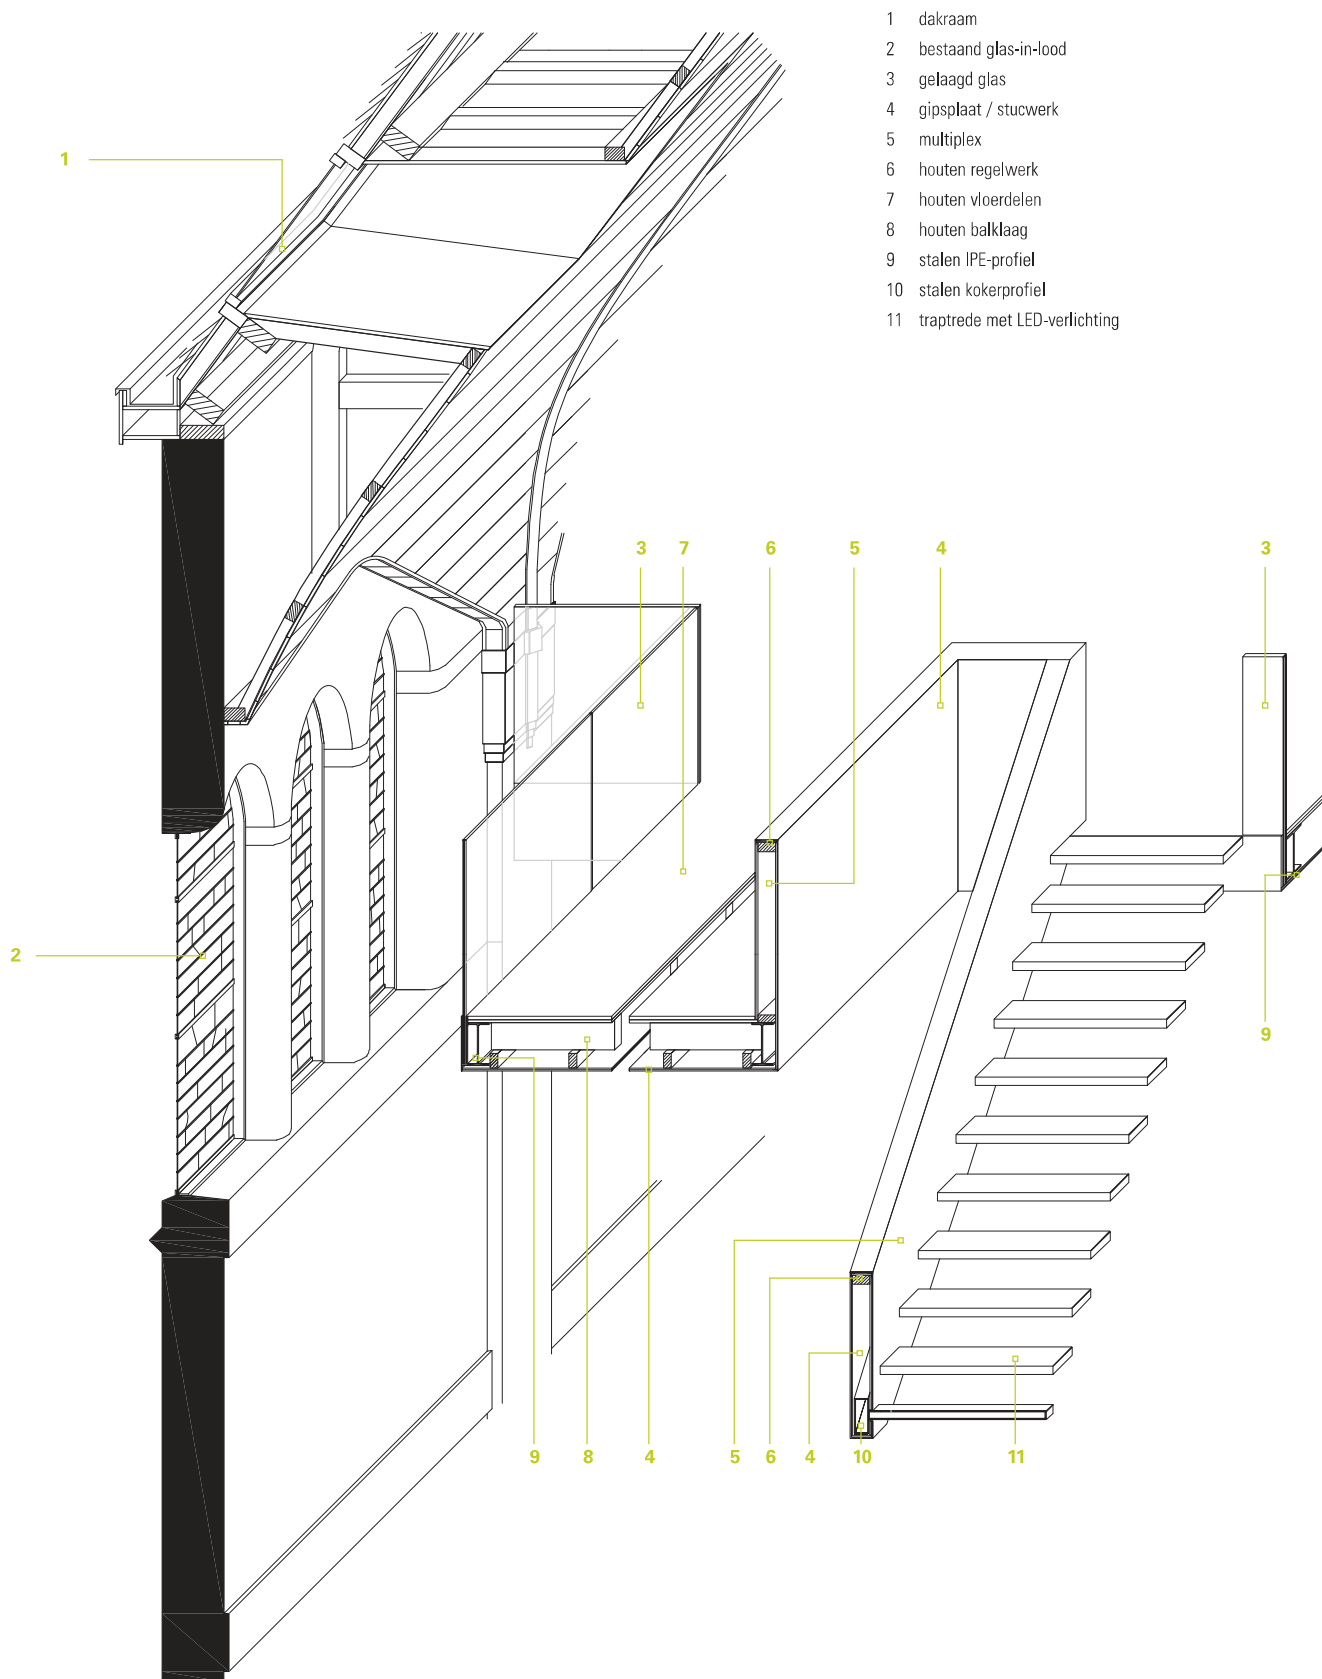 1 dakraam
2 bestaand glas-in-lood
3 gelaagd glas
4 gipsplaat / stucwerk
5 multiplex
6 houten regelwerk
7 houten vloerdelen
8 houten balklaag
9 stalen IPE-profiel
10 stalen kokerprofiel
11 traptrede met LED-verlichting
1
3 7 5 6 4 3
2
9
5
6
9 8 4 5 6 4 10 11